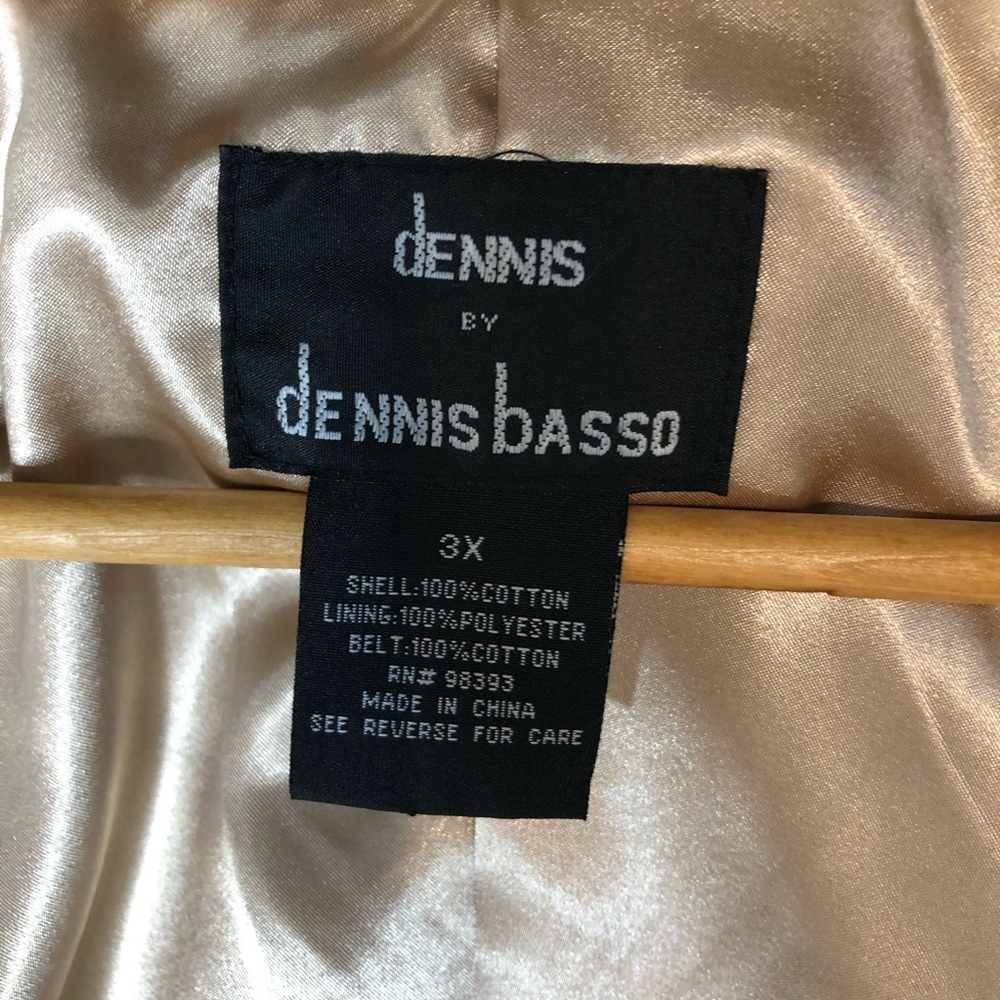 dENNIS
BY
dENNIS bASSO
3X
SHELL:100%COTTON
LINING:100%POLYESTER
BELT:100%COTTON
RN# 98393
MADE IN CHINA
SEE REVERSE FOR CARE